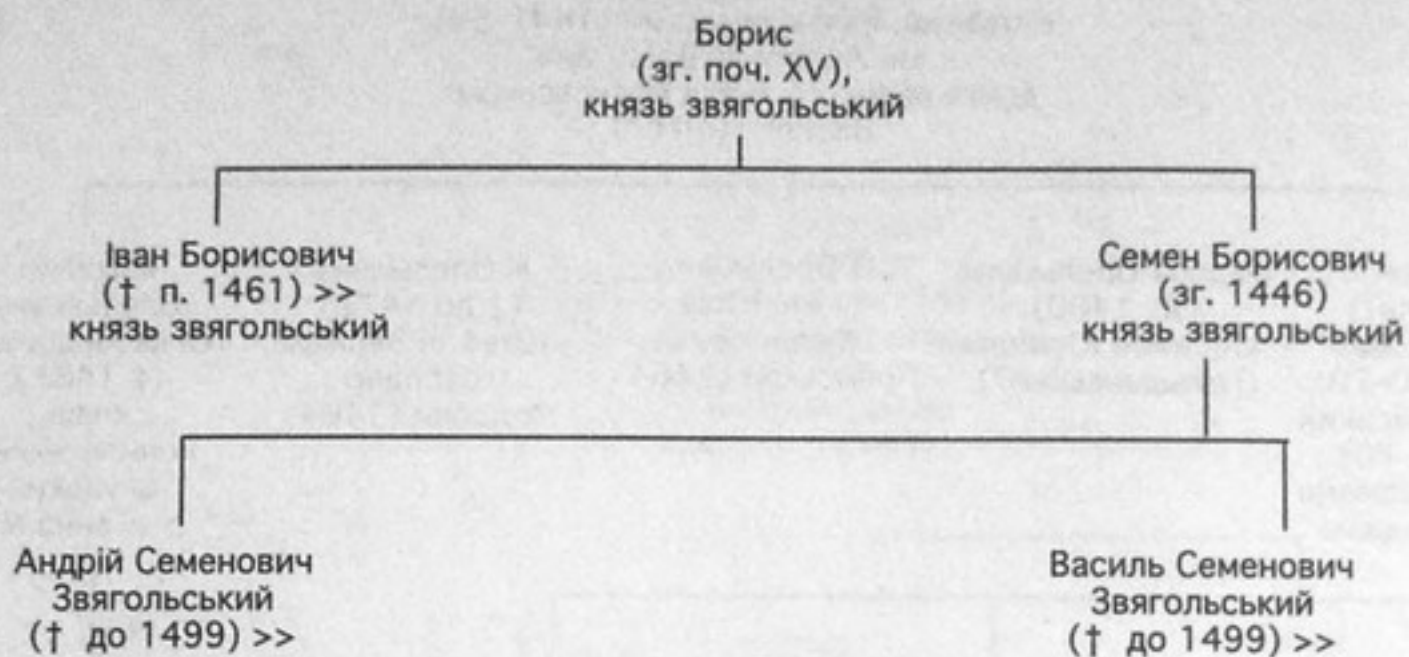 Борис
(зг. поч. XV),
князь звягольський
Іван Борисович
(† п. 1461) >>
князь звягольський
Семен Борисович
(зг. 1446)
князь звягольський
Андрій Семенович
Звягольський
(† до 1499) >>
Василь Семенович
Звягольський
(† до 1499) >>